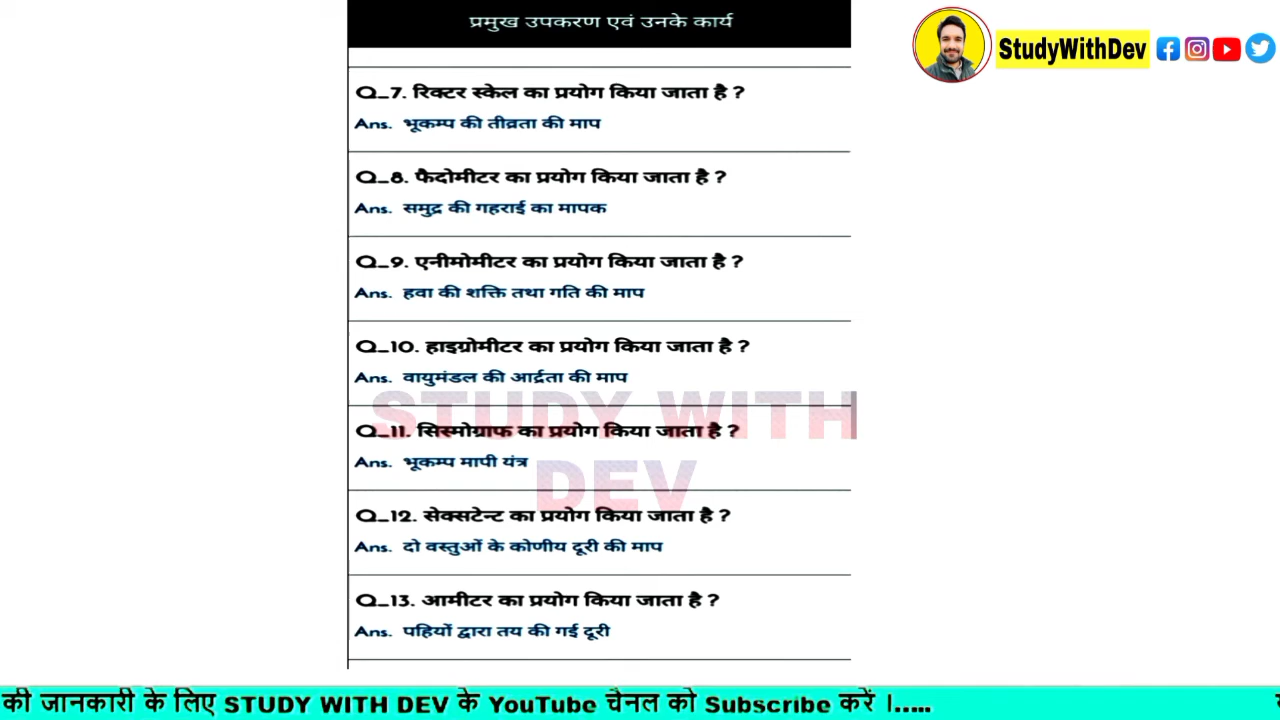 प्रमुख उपकरण एवं उनके कार्य
StudyWithDev
Q_7. रिक्टर स्केल का प्रयोग किया जाता है ?
Ans. भूकम्प की तीव्रता की माप
Q_8. फैदोमीटर का प्रयोग किया जाता है ?
Ans. समुद्र की गहराई का मापक
Q_9. एनीमोमीटर का प्रयोग किया जाता है ?
Ans. हवा की शक्ति तथा गति की माप
Q_10. हाइग्रोमीटर का प्रयोग किया जाता है ?
Ans. वायुमंडल की आर्द्रता की माप
STUDY WITH
Q_11. सिस्मोग्राफ का प्रयोग किया जाता है ?
Ans. भूकम्प मापी यंत्र
DEV
Q_12. सेक्सटेन्ट का प्रयोग किया जाता है ?
Ans. दो वस्तुओं के कोणीय दूरी की माप
Q_13. आमीटर का प्रयोग किया जाता है ?
Ans. पहियों द्वारा तय की गई दूरी
की जानकारी के लिए STUDY WITH DEV के YouTube चैनल को Subscribe करें ।.....